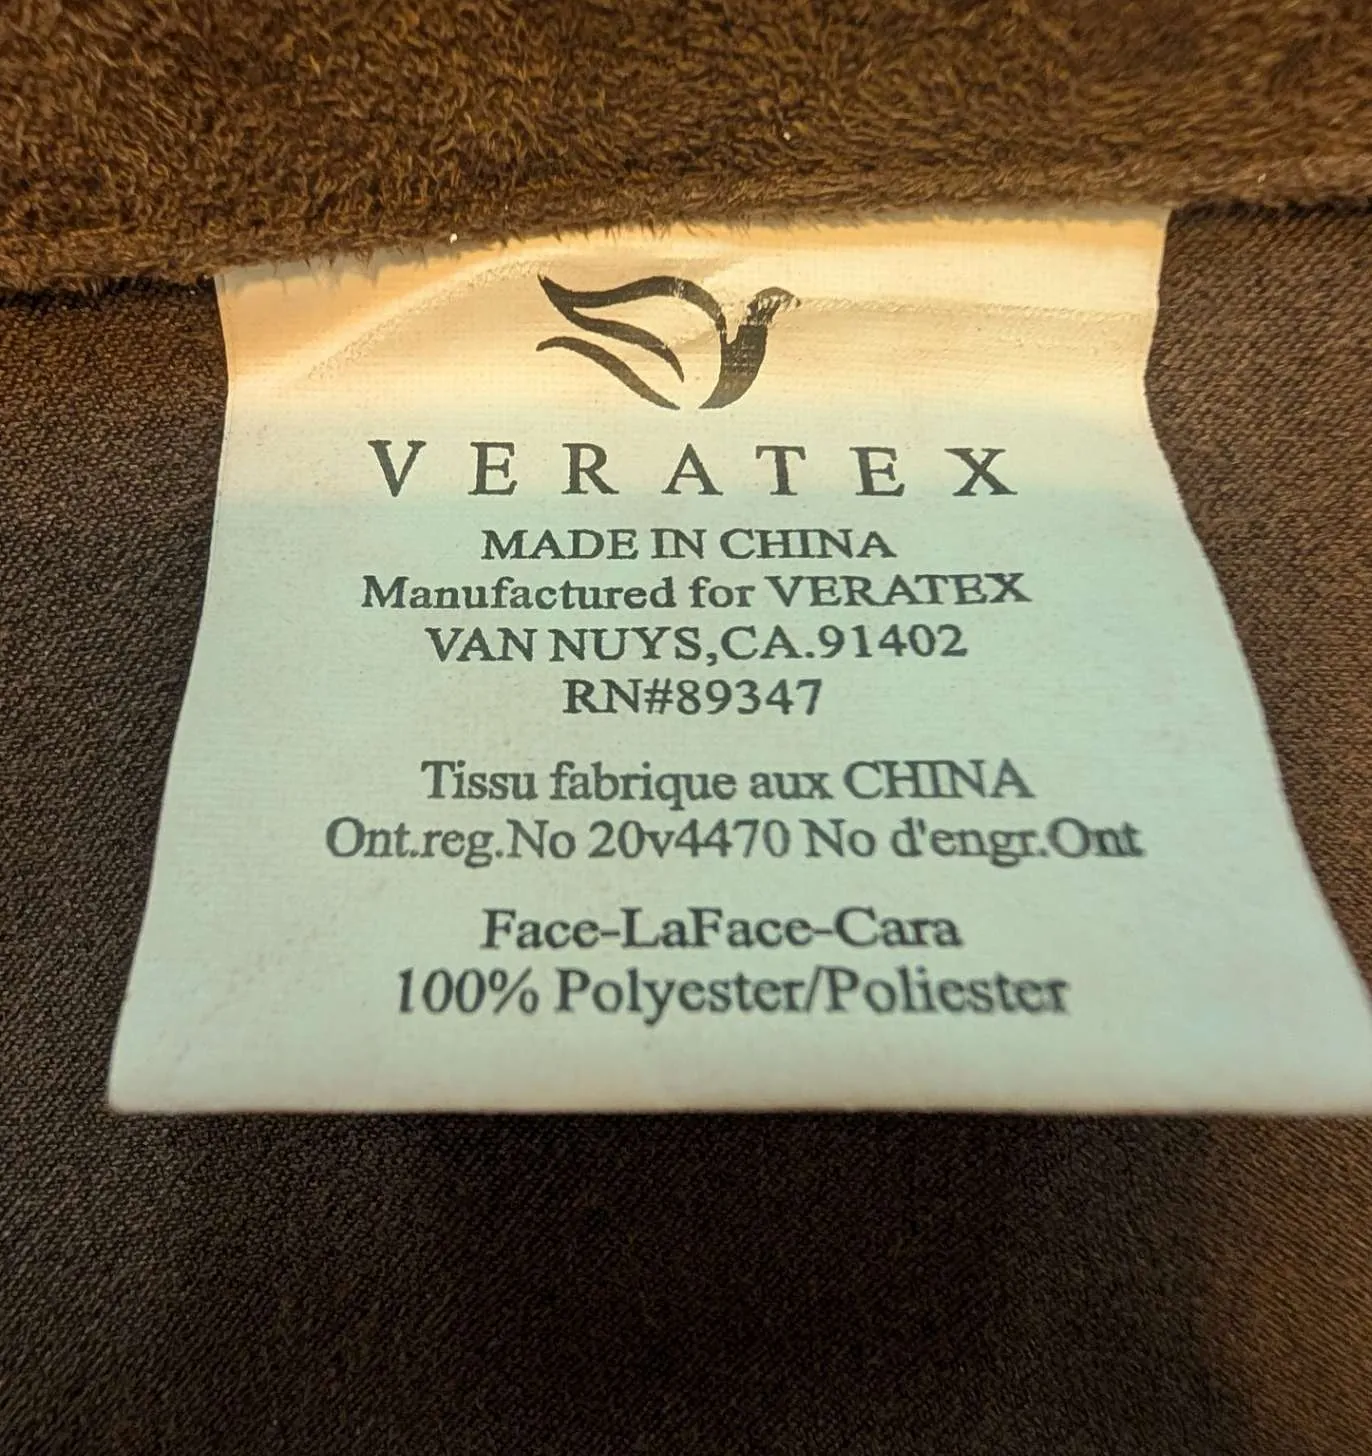 VERATEX
MADE IN CHINA
Manufactured for VERATEX
VAN NUYS,CA.91402
RN#89347
Tissu fabrique aux CHINA
Ont.reg.No 20v4470 No d'engr.Ont
Face-LaFace-Cara
100% Polyester/Poliester